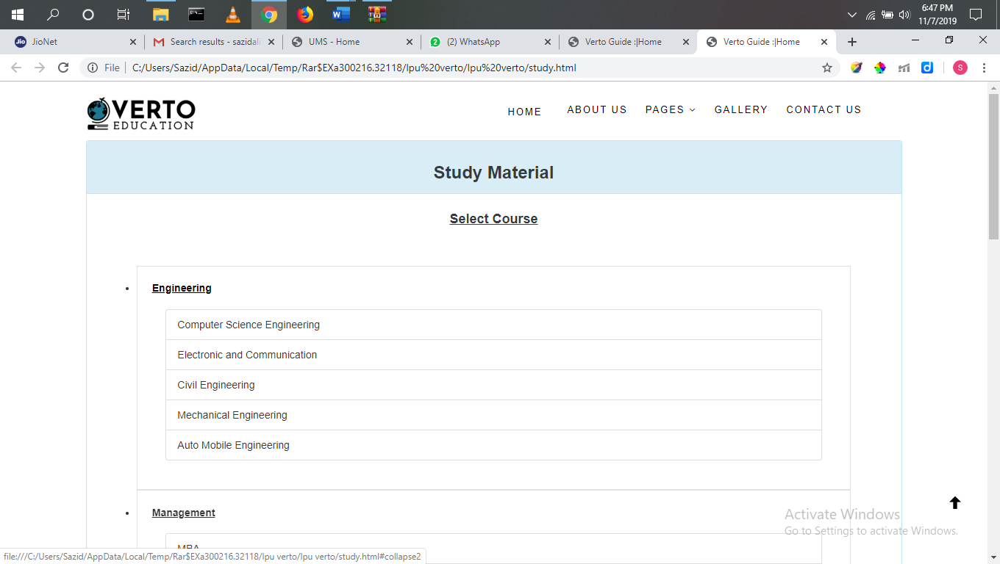 6:47 PM
11/7/2019
JioNet
Search results - sazidali
UMS - Home
(2) WhatsApp
Verto Guide :|Home
Verto Guide :|Home
File | C:/Users/Sazid/AppData/Local/Temp/Rar$EXa300216.32118/lpu%20verto/lpu%20verto/study.html
VERTO
EDUCATION
HOME ABOUT US PAGES GALLERY CONTACT US
Study Material
Select Course
Engineering
Computer Science Engineering
Electronic and Communication
Civil Engineering
Mechanical Engineering
Auto Mobile Engineering
Management
MBA
Activate Windows
Go to Settings to activate Windows.
file:///C:/Users/Sazid/AppData/Local/Temp/Rar$EXa300216.32118/lpu verto/lpu verto/study.html#collapse2